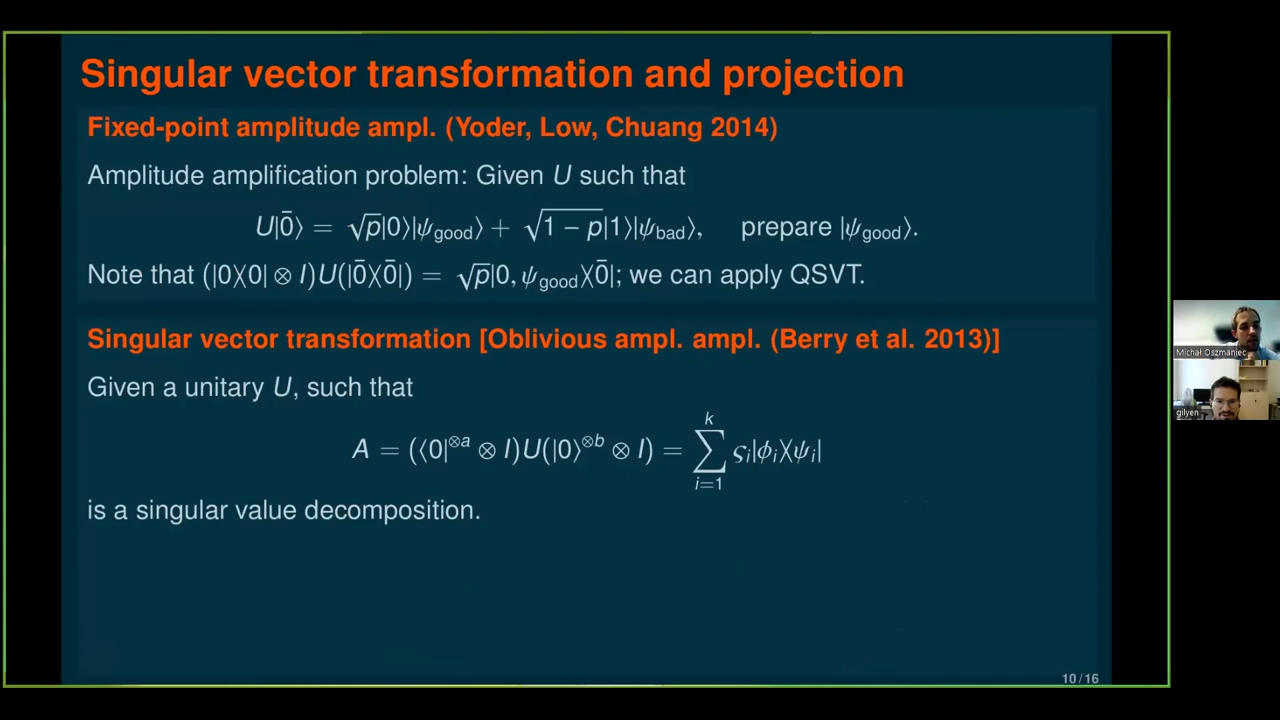 Singular vector transformation and projection
Fixed-point amplitude ampl. (Yoder, Low, Chuang 2014)
Amplitude amplification problem: Given U such that
U|0̄⟩ = √p|0⟩|ψgood⟩ + √1 − p|1⟩|ψbad⟩, prepare |ψgood⟩.
Note that (|0⟩⟨0| ⊗ I)U(|0̄⟩⟨0̄|) = √p|0, ψgood⟩⟨0̄|; we can apply QSVT.
Singular vector transformation [Oblivious ampl. ampl. (Berry et al. 2013)]
Given a unitary U, such that
A = (⟨0|⊗a ⊗ I)U(|0⟩⊗b ⊗ I) = ∑ki=1 ςi|ϕi⟩⟨ψi|
is a singular value decomposition.
10 / 16
Michał Oszmaniec
gilyen